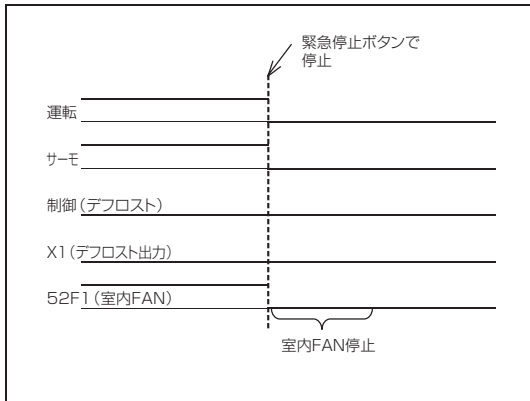 緊急停止ボタンで
停止
運転
サーモ
制御(デフロスト)
X1(デフロスト出力)
52F1(室内FAN)
室内FAN停止